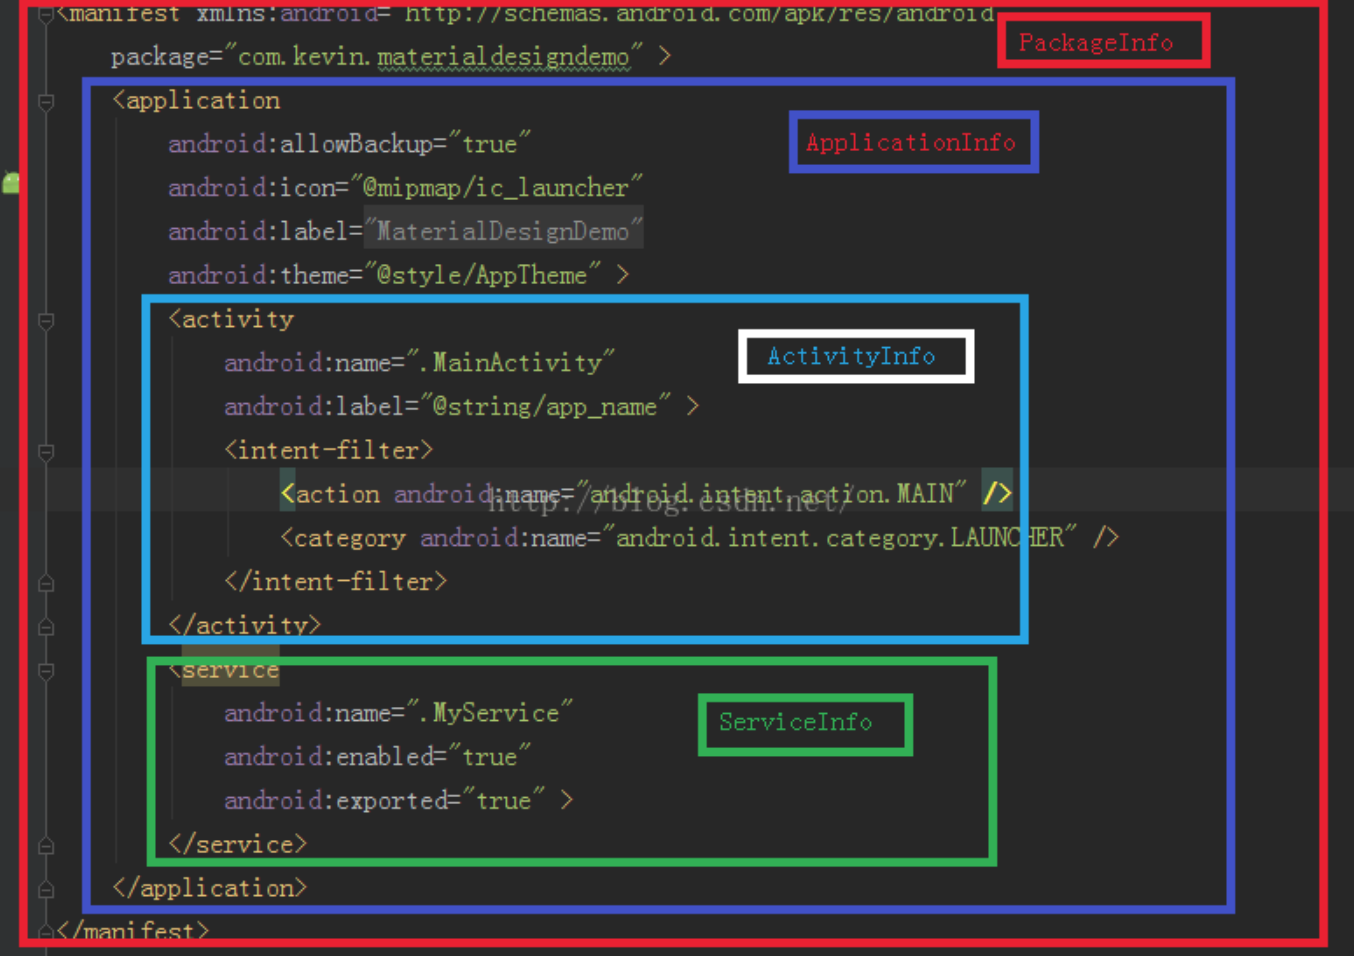 <manifest xmlns:android="http://schemas.android.com/apk/res/android
PackageInfo
package="com.kevin.materialdesigndemo" >
<application
android:allowBackup="true"
ApplicationInfo
android:icon="@mipmap/ic_launcher"
android:label="MaterialDesignDemo"
android:theme="@style/AppTheme" >
<activity
android:name=".MainActivity"
ActivityInfo
android:label="@string/app_name" >
<intent-filter>
<action android:name="android.intent.action.MAIN" />
http://blog.csdn.net/
<category android:name="android.intent.category.LAUNCHER" />
</intent-filter>
</activity>
<service
android:name=".MyService"
ServiceInfo
android:enabled="true"
android:exported="true" >
</service>
</application>
</manifest>